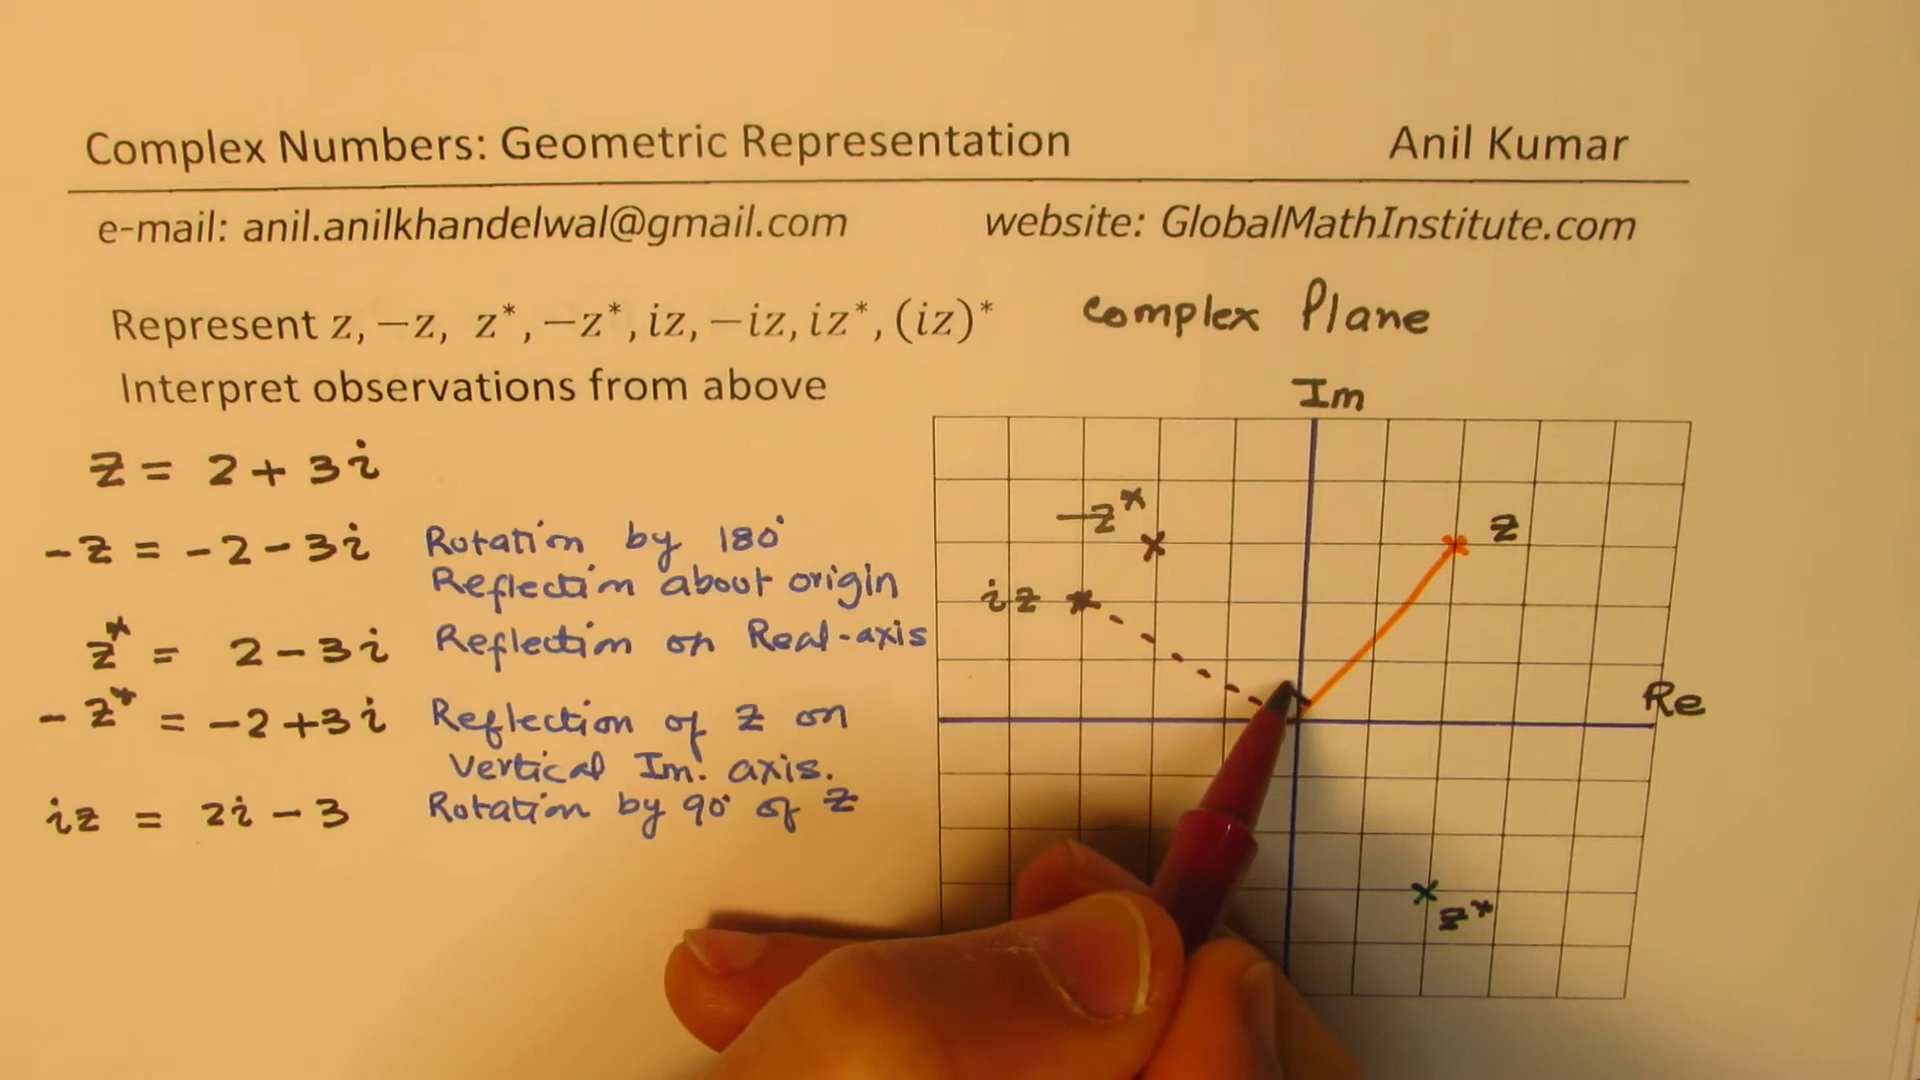 Complex Numbers: Geometric Representation Anil Kumar
e-mail: anil.anilkhandelwal@gmail.com website: GlobalMathInstitute.com
Represent z, −z, z*, −z*, iz, −iz, iz*, (iz)* Complex Plane
Interpret observations from above
Im
z = 2 + 3i
-z = -2 - 3i Rotation by 180°
Reflection about origin
z* = 2 - 3i Reflection on Real-axis
-z* = -2 + 3i Reflection of z on
Vertical Im. axis.
iz = 2i - 3 Rotation by 90° of z
-z*
z
iz
Re
z*